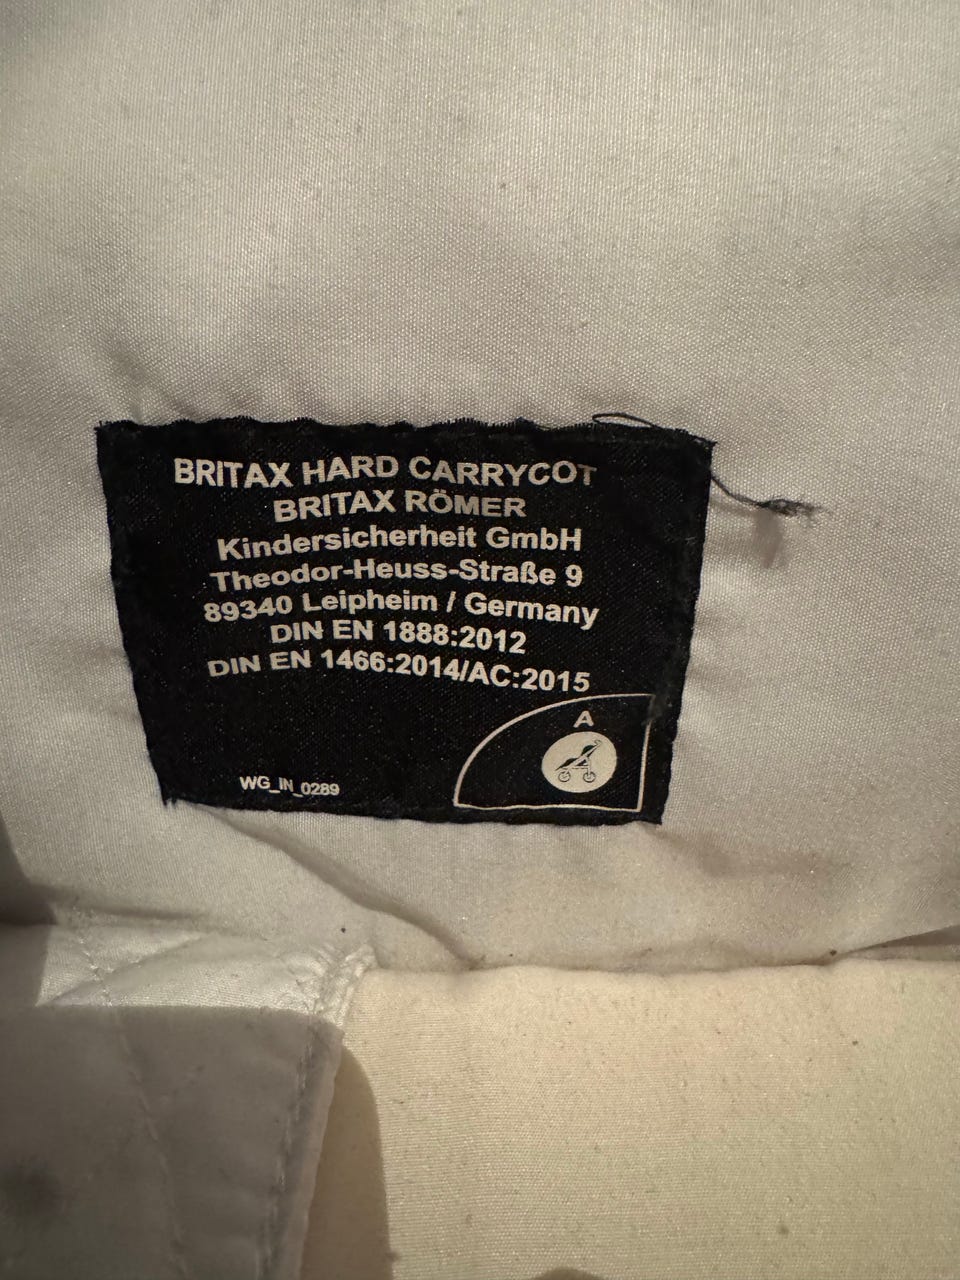 BRITAX HARD CARRYCOT
BRITAX RÖMER
Kindersicherheit GmbH
Theodor-Heuss-Straße 9
89340 Leipheim / Germany
DIN EN 1888:2012
DIN EN 1466:2014/AC:2015
A
WG_IN_0289